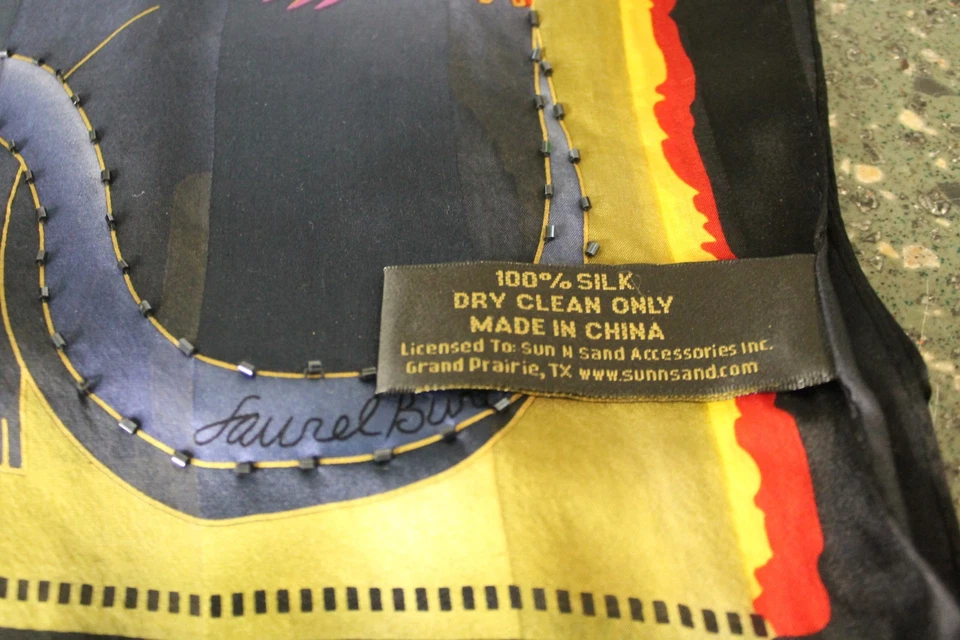 100% SILK
DRY CLEAN ONLY
MADE IN CHINA
Licensed To: Sun N Sand Accessories Inc.
Grand Prairie, TX www.sunnsand.com
Laurel